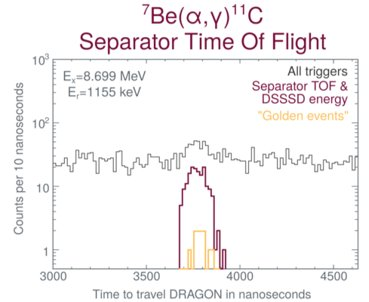 ⁷Be(α,γ)¹¹C
Separator Time Of Flight
10³
10²
10
1
Counts per 10 nanoseconds
Eₓ=8.699 MeV
Eᵣ=1155 keV
All triggers
Separator TOF &
DSSSD energy
"Golden events"
3000 3500 4000 4500
Time to travel DRAGON in nanoseconds